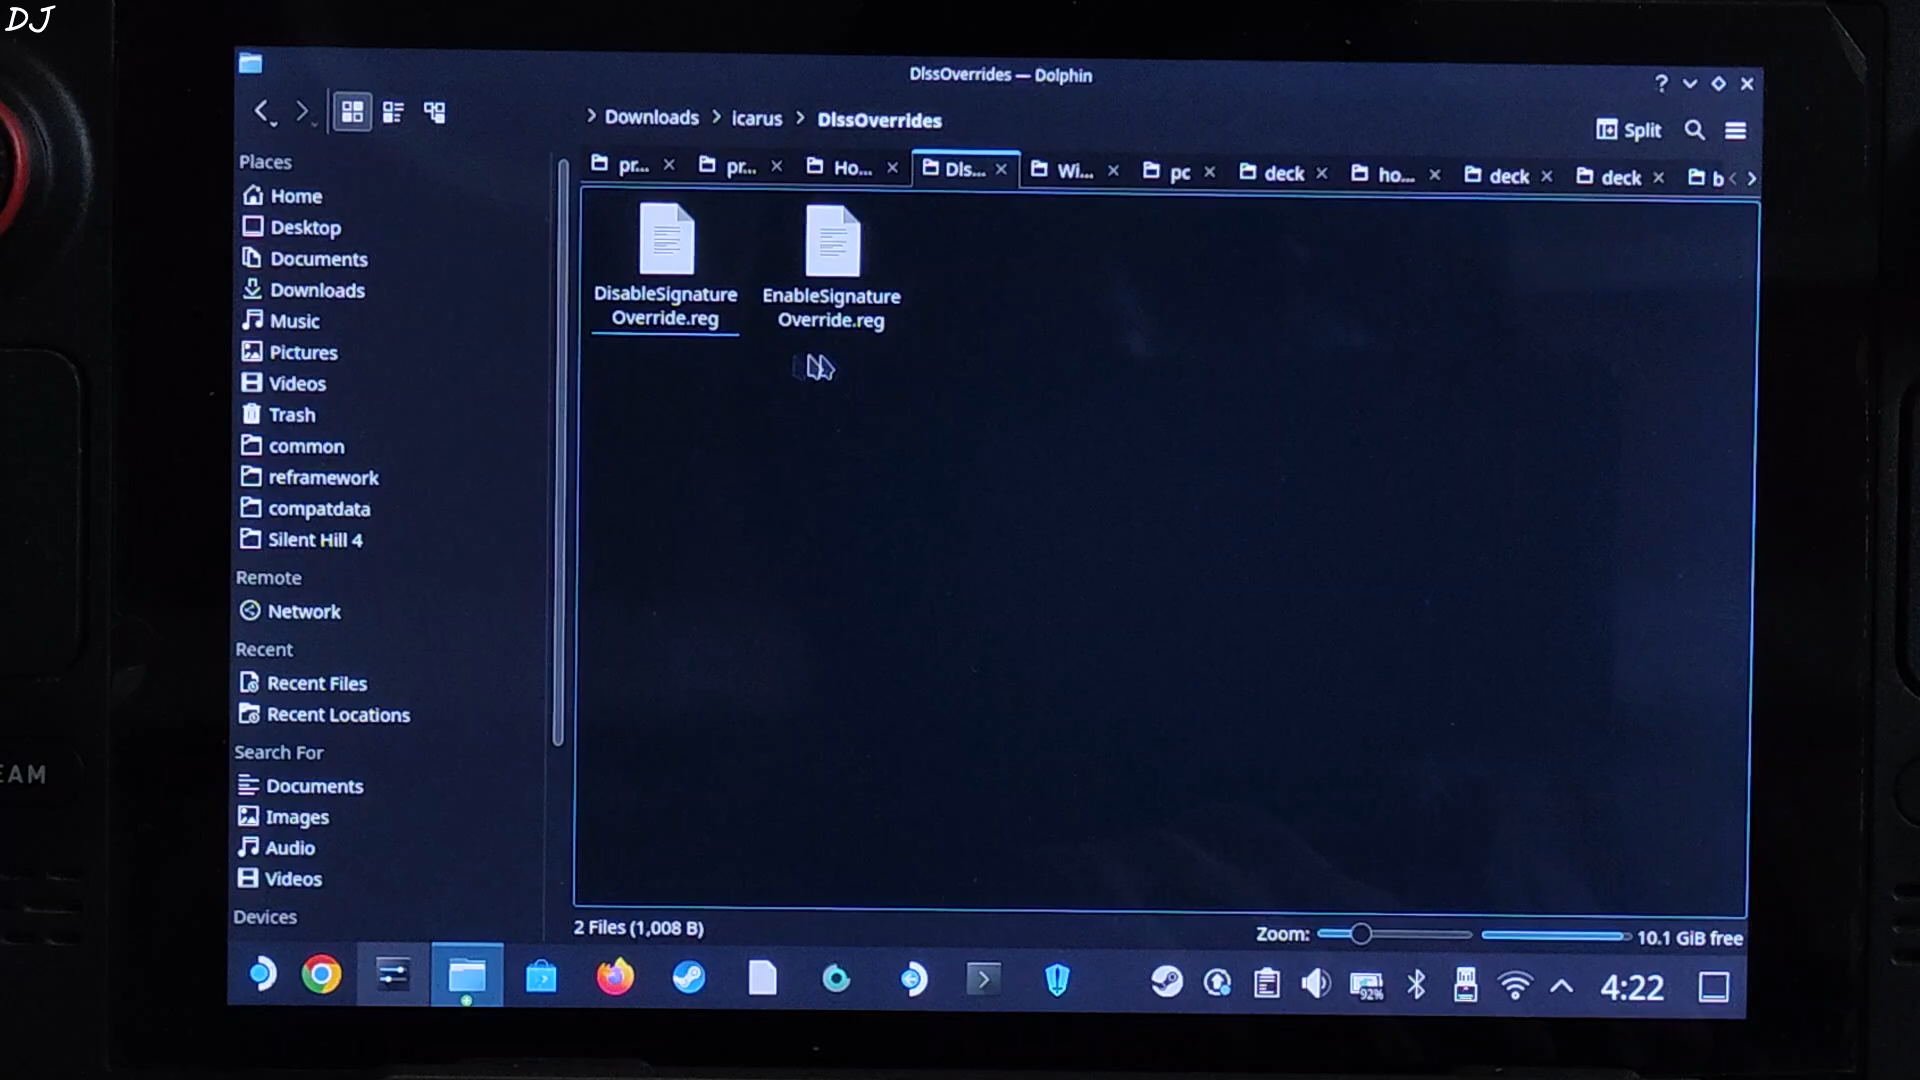 DJ
DlssOverrides — Dolphin
Downloads > icarus > DlssOverrides
Split
pr...
pr...
Ho...
Dls...
Wi...
pc
deck
ho...
deck
deck
b
Places
Home
Desktop
Documents
Downloads
Music
Pictures
Videos
Trash
common
reframework
compatdata
Silent Hill 4
Remote
Network
Recent
Recent Files
Recent Locations
Search For
Documents
Images
Audio
Videos
Devices
DisableSignature
Override.reg
EnableSignature
Override.reg
2 Files (1,008 B)
Zoom:
10.1 GiB free
92%
4:22
EAM